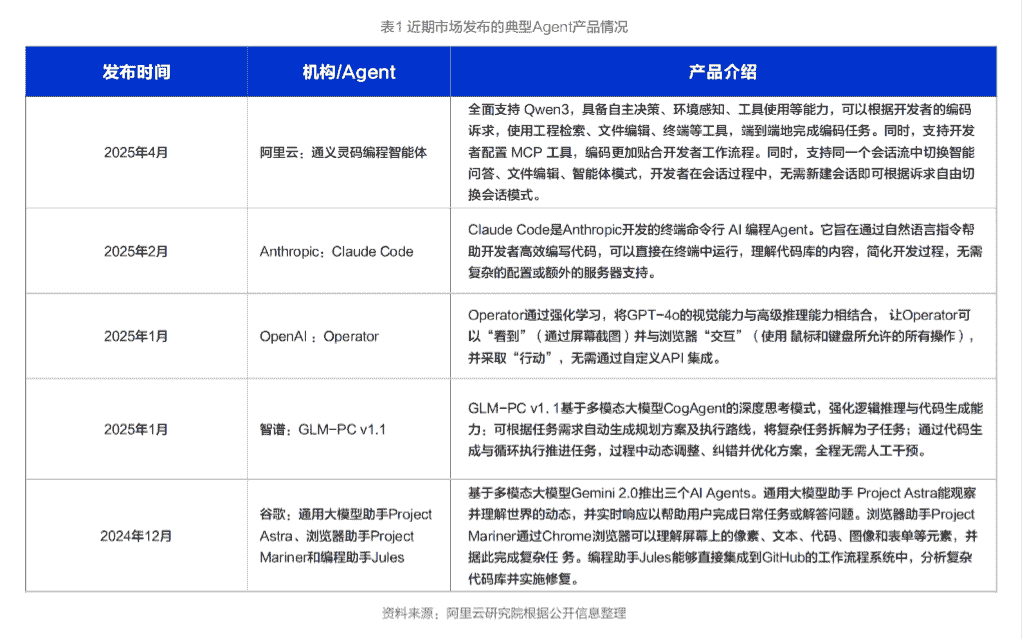 表1 近期市场发布的典型Agent产品情况
发布时间
机构/Agent
产品介绍
2025年4月
阿里云：通义灵码编程智能体
全面支持 Qwen3，具备自主决策、环境感知、工具使用等能力，可以根据开发者的编码
诉求，使用工程检索、文件编辑、终端等工具，端到端地完成编码任务。同时，支持开发
者配置 MCP 工具，编码更加贴合开发者工作流程。同时，支持同一个会话流中切换智能
问答、文件编辑、智能体模式，开发者在会话过程中，无需新建会话即可根据诉求自由切
换会话模式。
2025年2月
Anthropic：Claude Code
Claude Code是Anthropic开发的终端命令行 AI 编程Agent。它旨在通过自然语言指令帮
助开发者高效编写代码，可以直接在终端中运行，理解代码库的内容，简化开发过程，无需
复杂的配置或额外的服务器支持。
2025年1月
OpenAI ：Operator
Operator通过强化学习，将GPT-4o的视觉能力与高级推理能力相结合， 让Operator可
以“看到”（通过屏幕截图）并与浏览器“交互”（使用 鼠标和键盘所允许的所有操作），
并采取“行动”，无需通过自定义API 集成。
2025年1月
智谱：GLM-PC v1.1
GLM-PC v1. 1基于多模态大模型CogAgent的深度思考模式，强化逻辑推理与代码生成能
力；可根据任务需求自动生成规划方案及执行路线，将复杂任务拆解为子任务；通过代码生
成与循环执行推进任务，过程中动态调整、纠错并优化方案，全程无需人工干预。
2024年12月
谷歌：通用大模型助手Project
Astra、浏览器助手Project
Mariner和编程助手Jules
基于多模态大模型Gemini 2.0推出三个AI Agents。通用大模型助手 Project Astra能观察
并理解世界的动态，并实时响应以帮助用户完成日常任务或解答问题。浏览器助手Project
Mariner通过Chrome浏览器可以理解屏幕上的像素、文本、代码、图像和表单等元素，并
据此完成复杂任 务。编程助手Jules能够直接集成到GitHub的工作流程系统中，分析复杂
代码库并实施修复。
资料来源：阿里云研究院根据公开信息整理